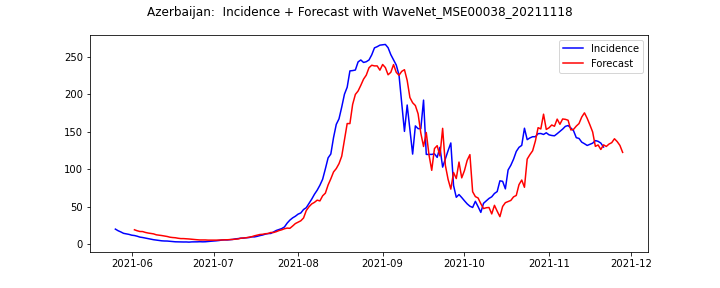 Azerbaijan:  Incidence + Forecast with WaveNet_MSE00038_20211118
Incidence
Forecast
250
200
150
100
50
0
2021-06 2021-07 2021-08 2021-09 2021-10 2021-11 2021-12